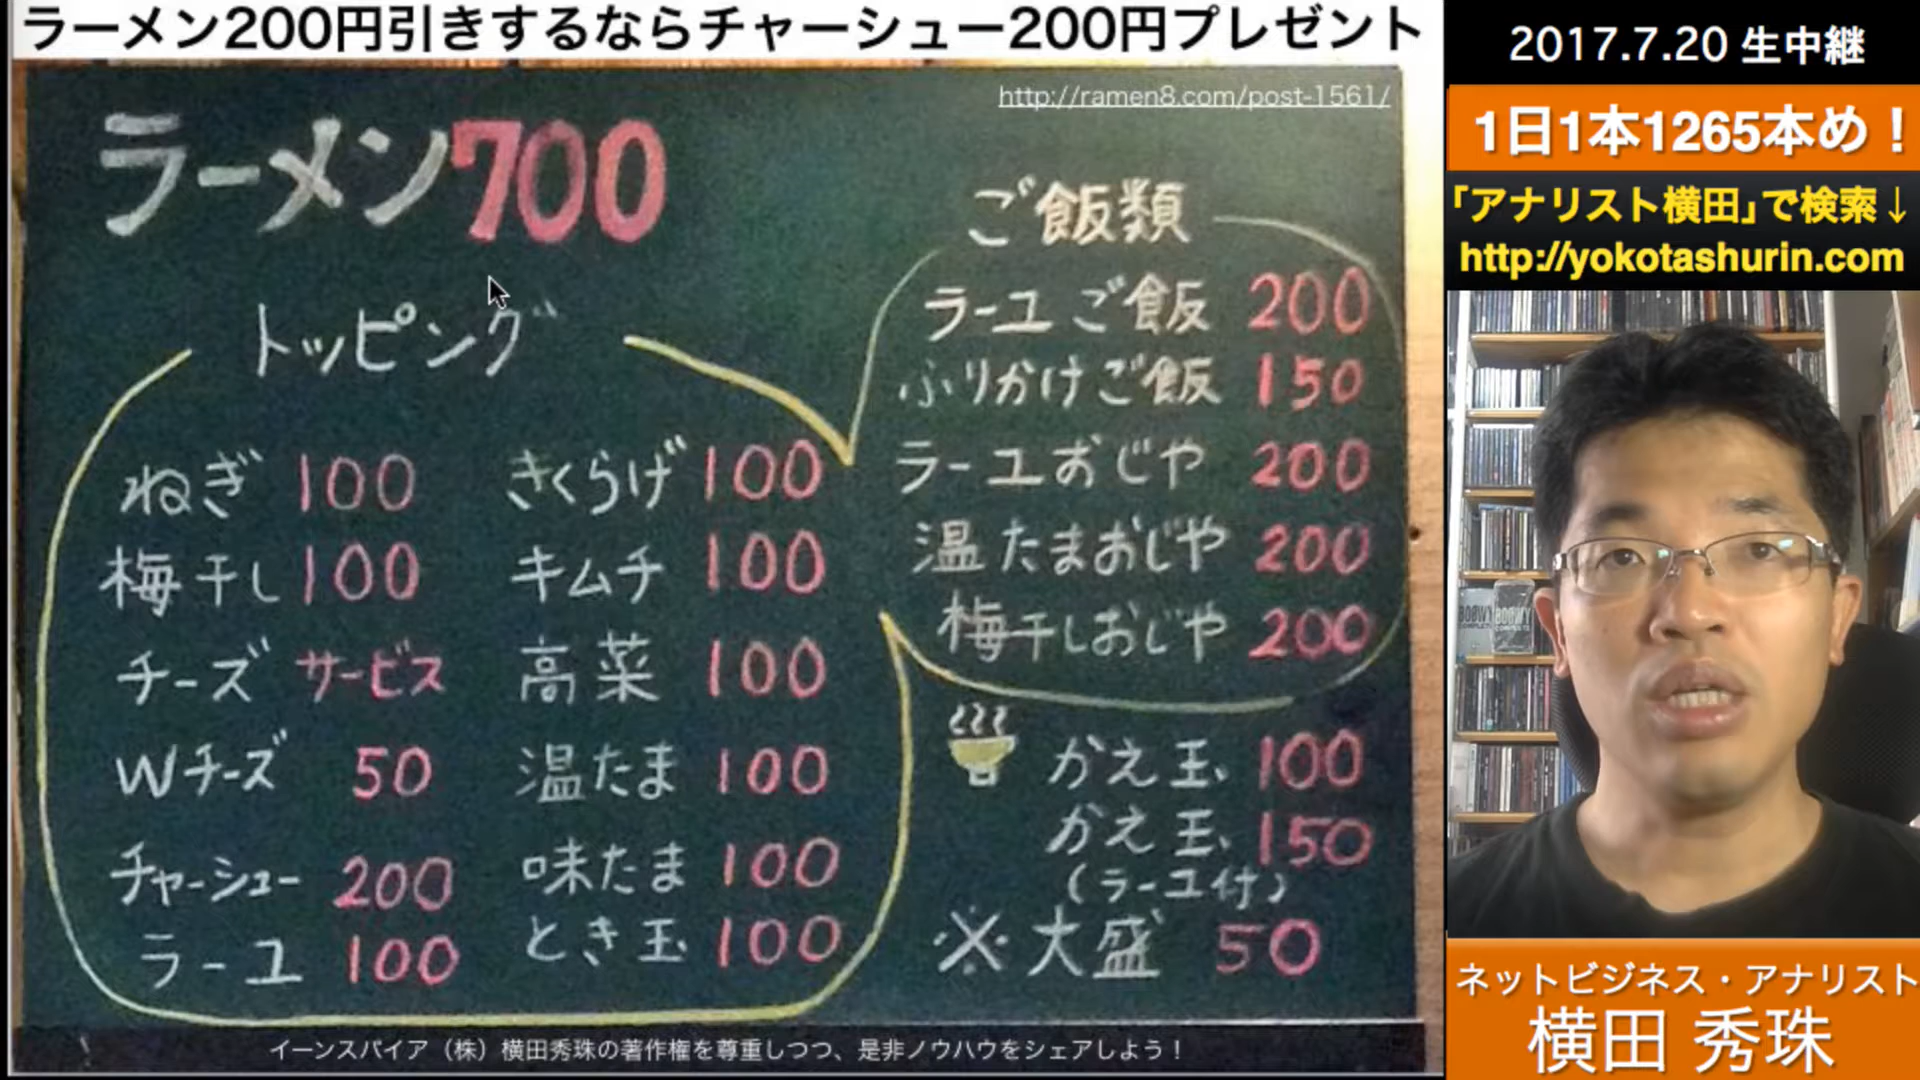 ラーメン200円引きするならチャーシュー200円プレゼント
http://ramen8.com/post-1561/
ラーメン700
トッピング
ねぎ 100
梅干し 100
チーズ サービス
Wチーズ 50
チャーシュー 200
ラーユ 100
きくらげ 100
キムチ 100
高菜 100
温たま 100
味たま 100
とき玉 100
ご飯類
ラーユご飯 200
ふりかけご飯 150
ラーユおじや 200
温たまおじや 200
梅干しおじや 200
かえ玉 100
かえ玉 150
(ラーユ付)
※大盛 50
イーンスパイア（株）横田秀珠の著作権を尊重しつつ、是非ノウハウをシェアしよう！
2017.7.20 生中継
1日1本1265本め！
「アナリスト横田」で検索↓
http://yokotashurin.com
BOOWY
BOOWY
ネットビジネス・アナリスト
横田 秀珠